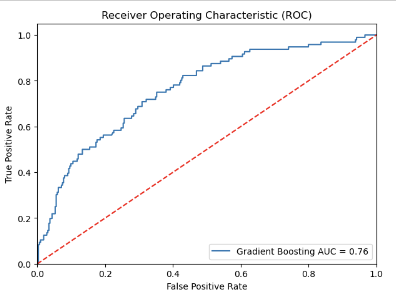 Receiver Operating Characteristic (ROC)
1.0
0.8
0.6
0.4
0.2
0.0
True Positive Rate
Gradient Boosting AUC = 0.76
0.0 0.2 0.4 0.6 0.8 1.0
False Positive Rate